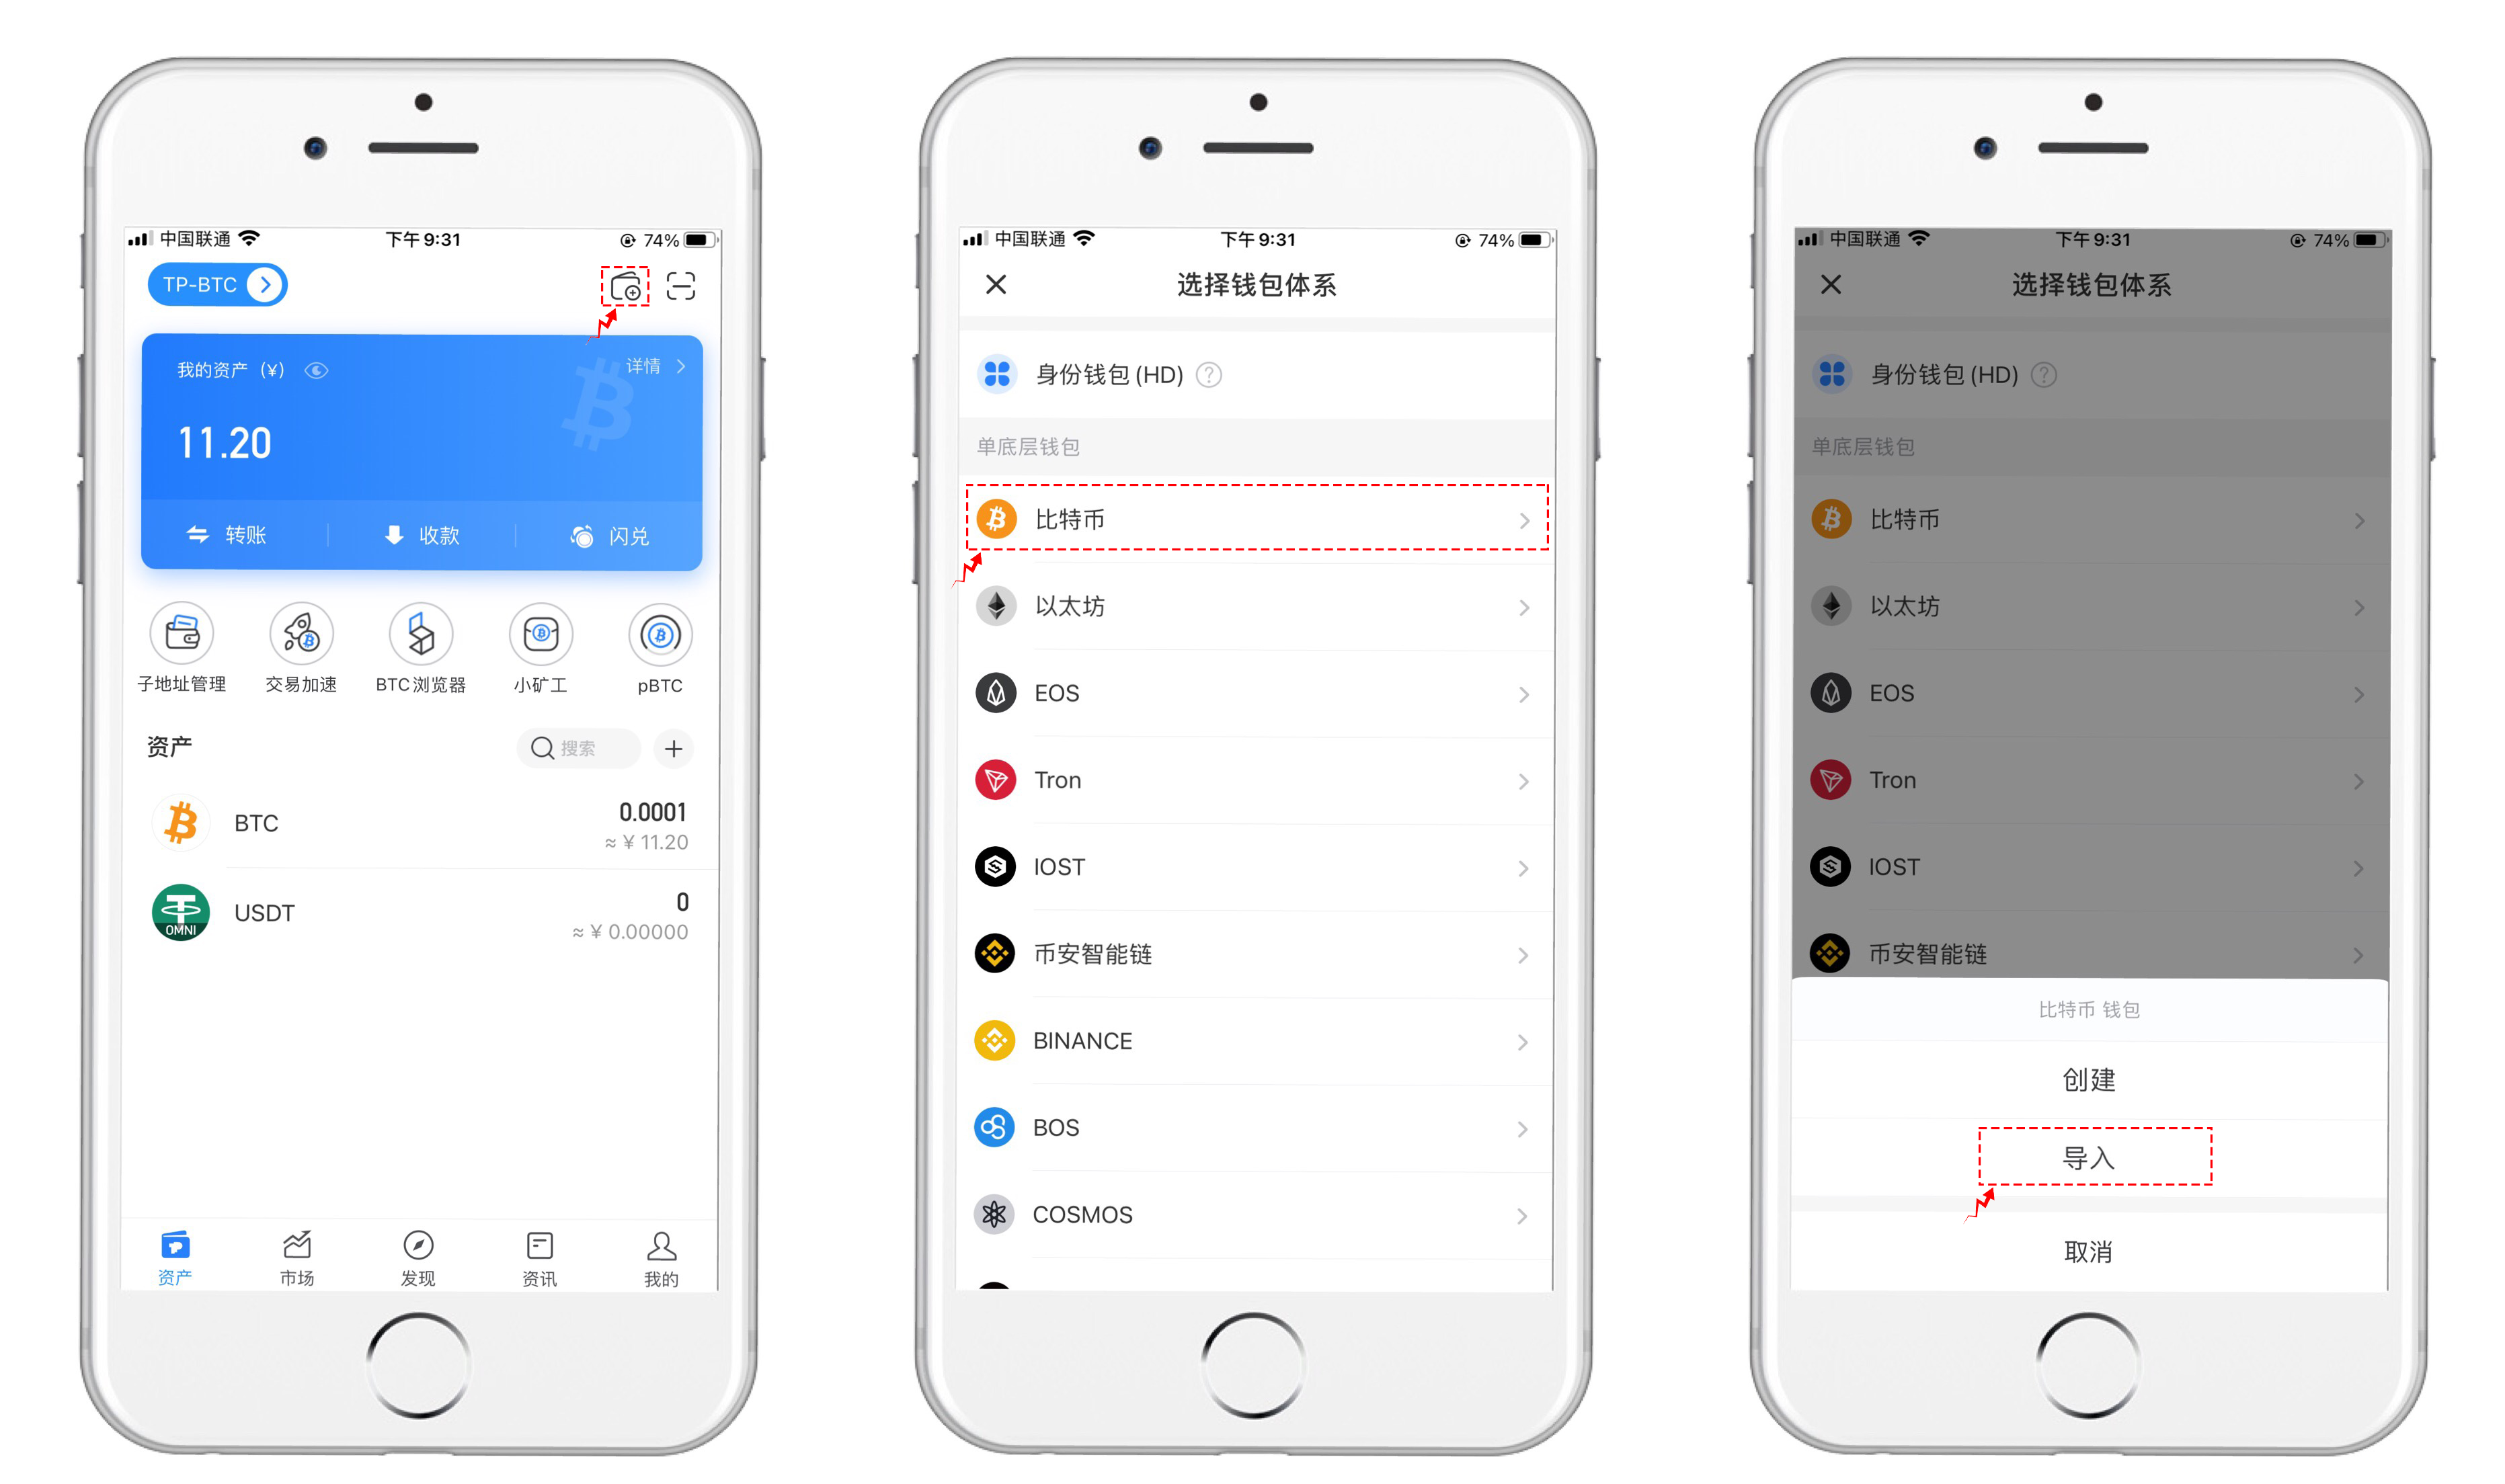 中国联通
下午 9:31
74%
TP-BTC
我的资产 (¥)
详情
11.20
转账
收款
闪兑
子地址管理
交易加速
BTC 浏览器
小矿工
pBTC
资产
搜索
BTC
0.0001
≈ ¥ 11.20
OMNI
USDT
0
≈ ¥ 0.00000
资产
市场
发现
资讯
我的
中国联通
下午 9:31
74%
选择钱包体系
身份钱包 (HD)
单底层钱包
比特币
以太坊
EOS
Tron
IOST
币安智能链
BINANCE
BOS
COSMOS
中国联通
下午 9:31
74%
选择钱包体系
身份钱包 (HD)
单底层钱包
比特币
以太坊
EOS
Tron
IOST
币安智能链
比特币 钱包
创建
导入
取消